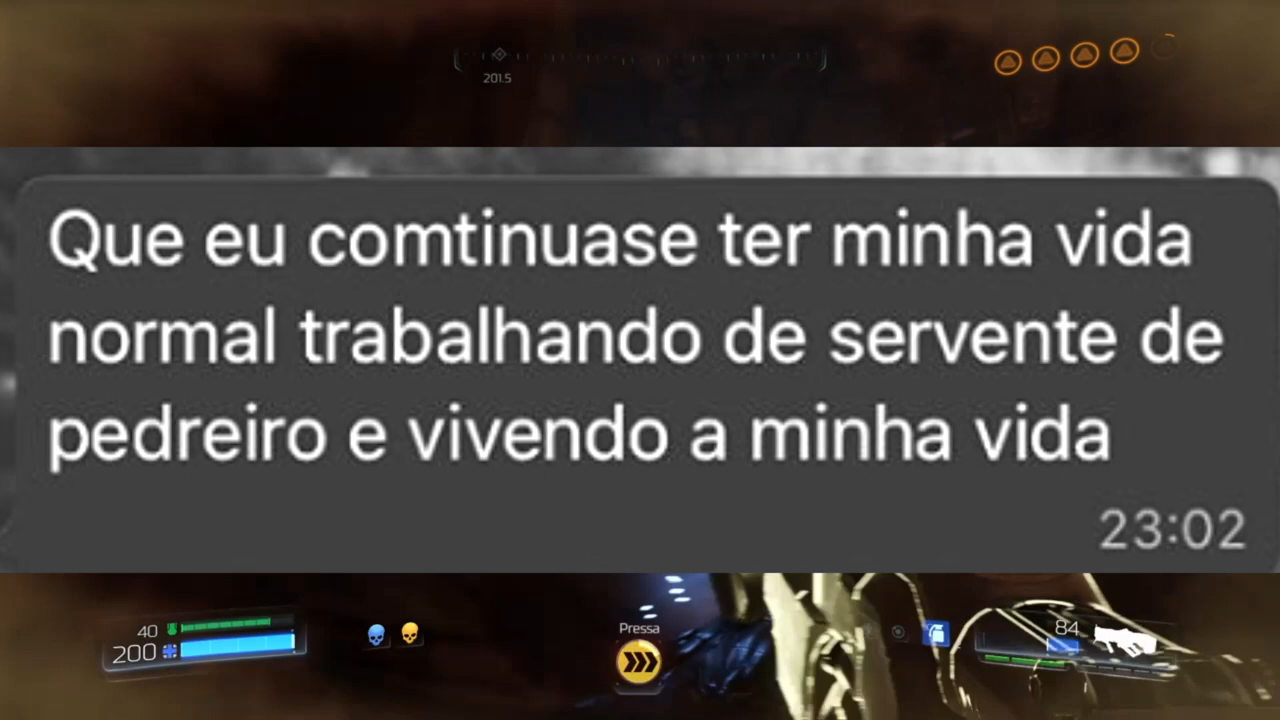 201.5
Que eu comtinuase ter minha vida
normal trabalhando de servente de
pedreiro e vivendo a minha vida
23:02
40
200
Pressa
84